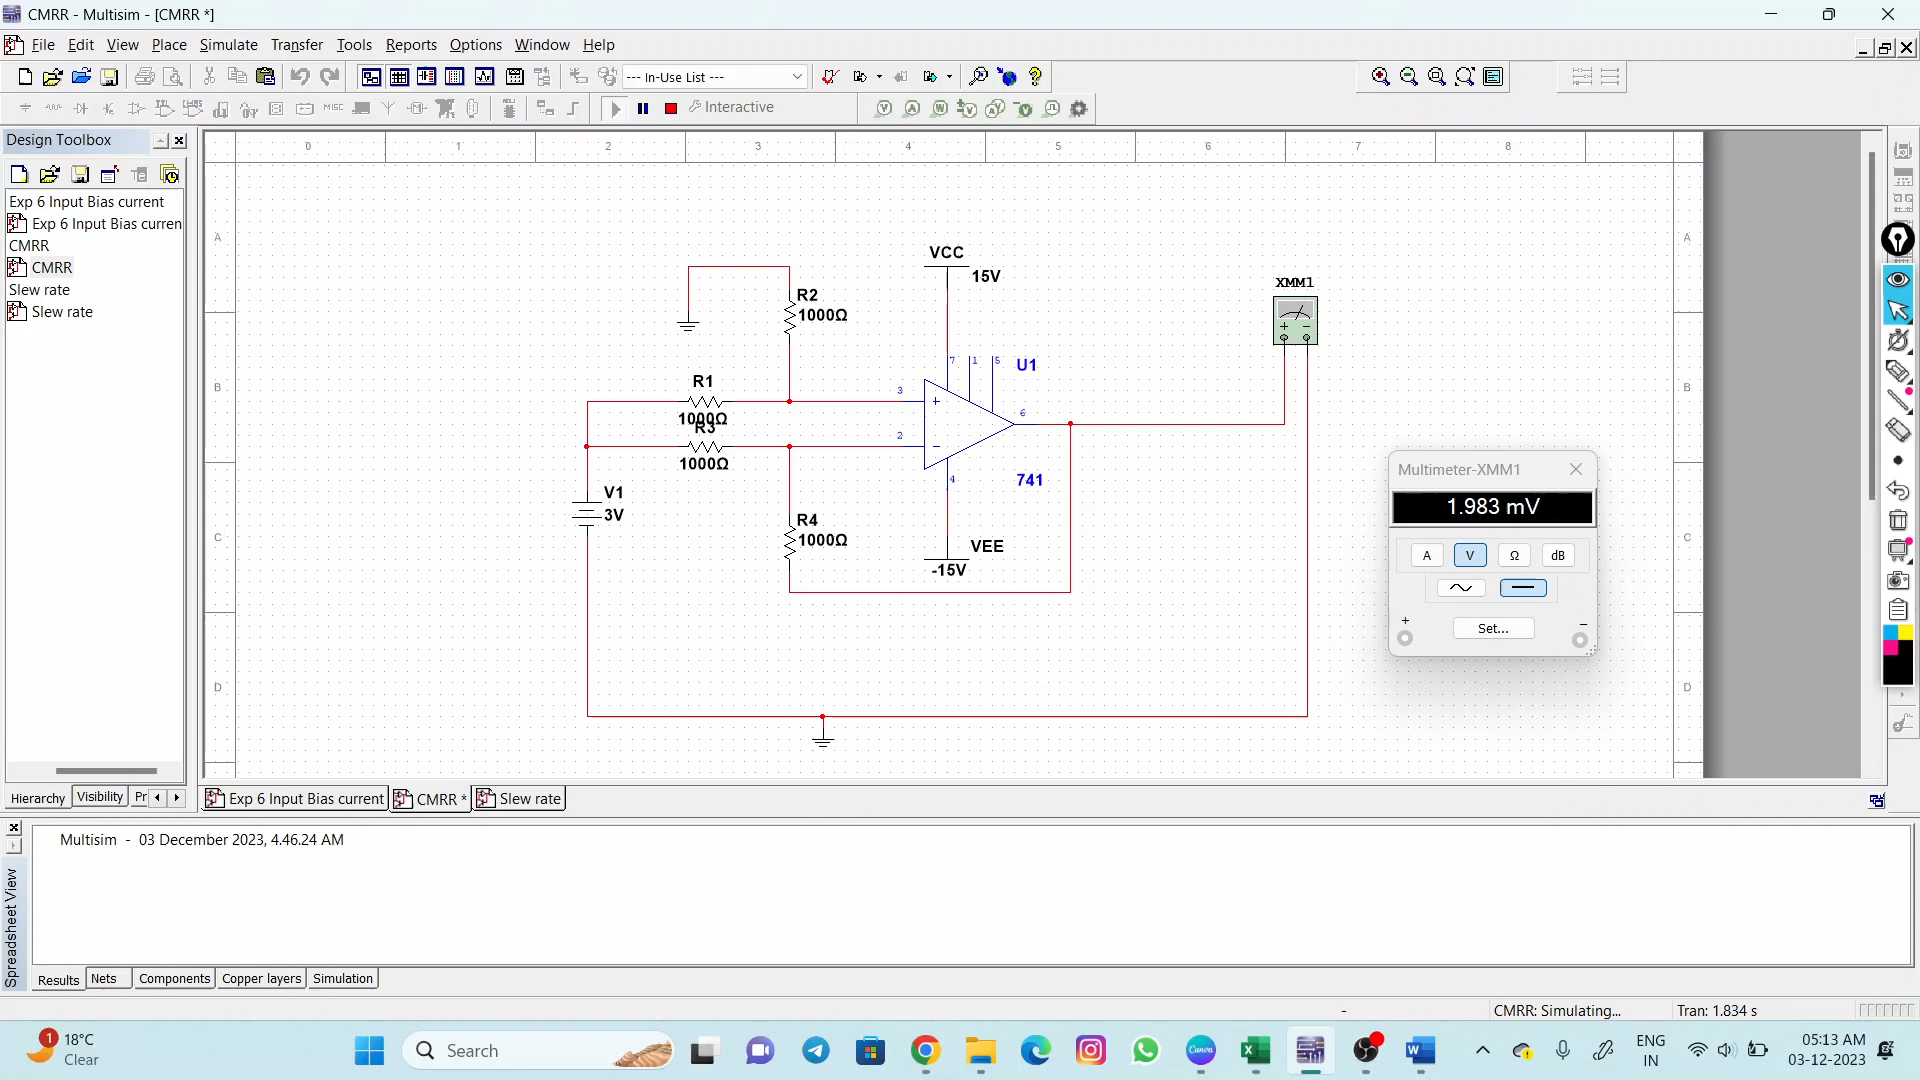 CMRR - Multisim - [CMRR *]
File Edit View Place Simulate Transfer Tools Reports Options Window Help
--- In-Use List ---
MISC
Interactive
Design Toolbox
Exp 6 Input Bias current
Exp 6 Input Bias curren
CMRR
CMRR
Slew rate
Slew rate
Hierarchy Visibility Pr
0 1 2 3 4 5 6 7 8
A A
B B
C C
D D
VCC
15V
R2
1000Ω
XMM1
+ −
7 1 5
U1
R1
1000Ω
3
+
6
R3
1000Ω
2
−
4
741
V1
3V
R4
1000Ω
VEE
-15V
Multimeter-XMM1
1.983 mV
A V Ω dB
+ −
Set...
Exp 6 Input Bias current CMRR * Slew rate
Spreadsheet View
Multisim - 03 December 2023, 4.46.24 AM
Results Nets Components Copper layers Simulation
- CMRR: Simulating... Tran: 1.834 s
1
18°C
Clear
Search
Canva
ENG
IN
05:13 AM
03-12-2023